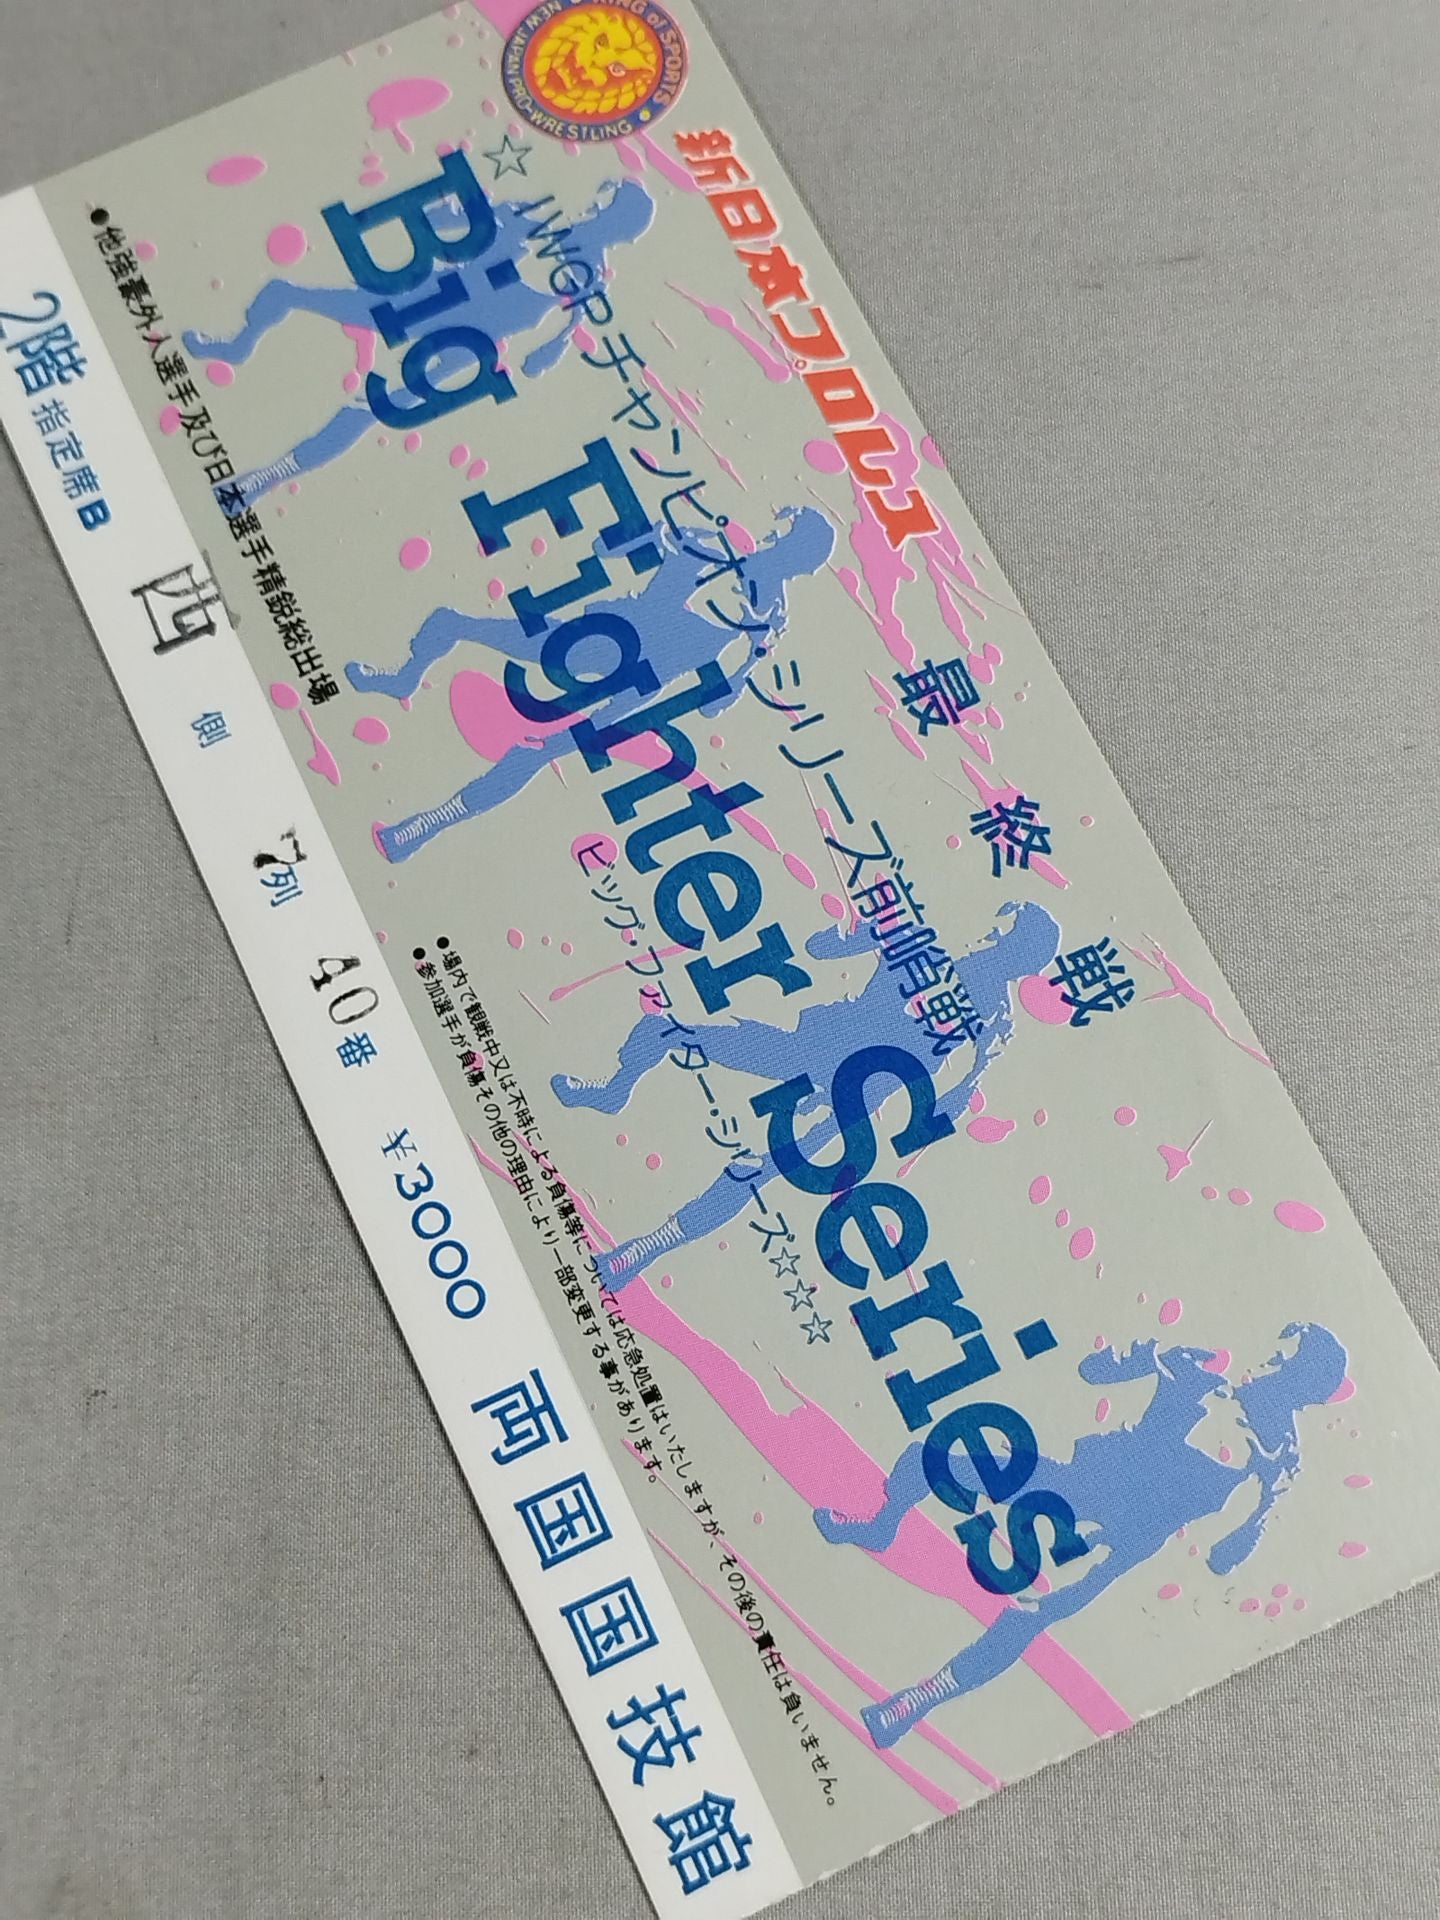 KING of SPORTS
NEW JAPAN PRO-WRESTLING
新日本プロレス
最終戦
☆IWGPチャンピオン・シリーズ前哨戦
Big Fighter Series
ビッグ・ファイター・シリーズ☆☆☆
●他強豪外人選手及び日本選手精鋭総出場
●場内で観戦中又は不時による負傷等については応急処置はいたしますが、その後の責任は負いません。
●参加選手が負傷その他の理由により一部変更する事があります。
2階 指定席B 西側 7列 40番 ¥3000 両国国技館